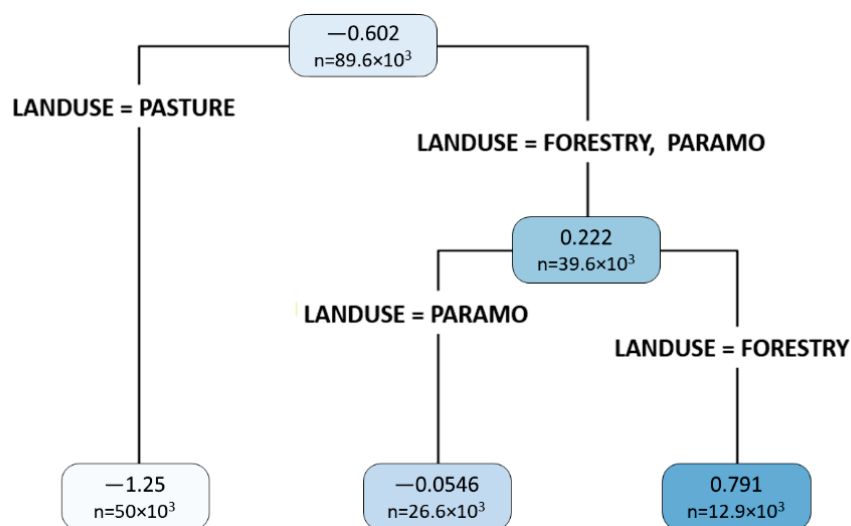 —0.602
n=89.6×10³
LANDUSE = PASTURE
LANDUSE = FORESTRY, PARAMO
0.222
n=39.6×10³
LANDUSE = PARAMO
LANDUSE = FORESTRY
—1.25
n=50×10³
—0.0546
n=26.6×10³
0.791
n=12.9×10³